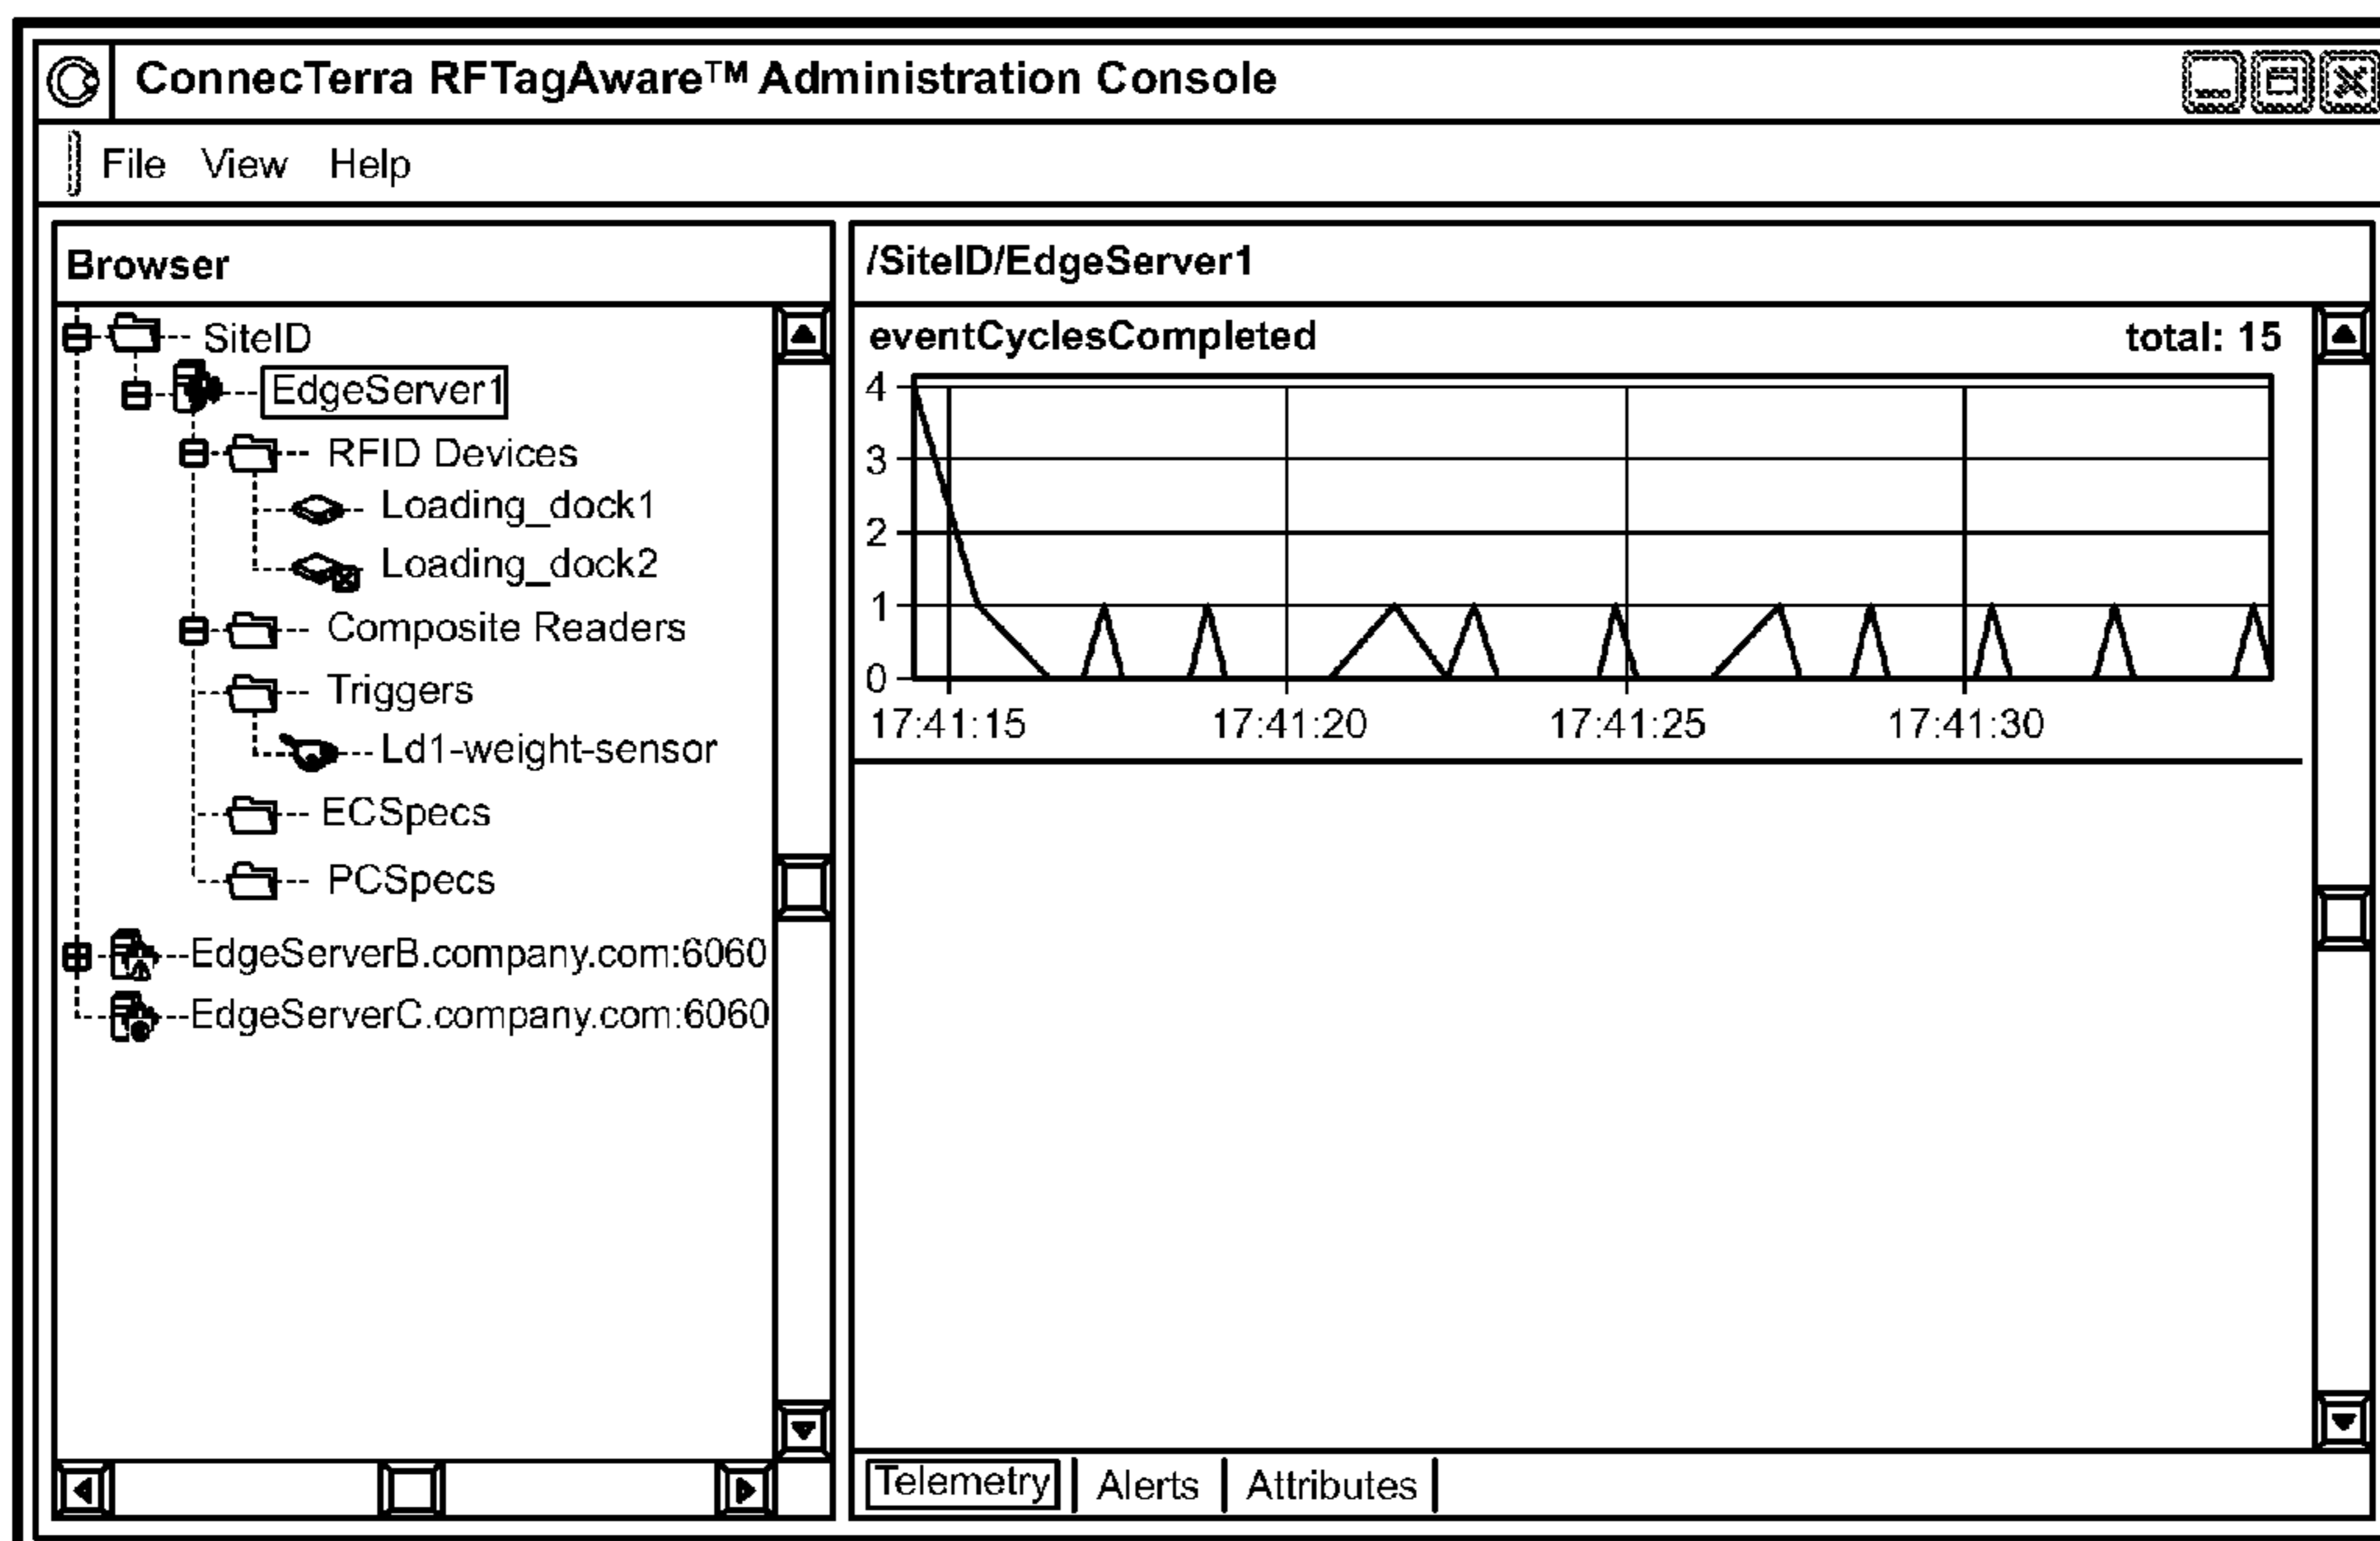 ConnecTerra RFTagAware™ Administration Console
File View Help
Browser
SiteID
EdgeServer1
RFID Devices
Loading_dock1
Loading_dock2
Composite Readers
Triggers
Ld1-weight-sensor
ECSpecs
PCSpecs
EdgeServerB.company.com:6060
EdgeServerC.company.com:6060
/SiteID/EdgeServer1
eventCyclesCompleted total: 15
4
3
2
1
0
17:41:15 17:41:20 17:41:25 17:41:30
Telemetry Alerts Attributes